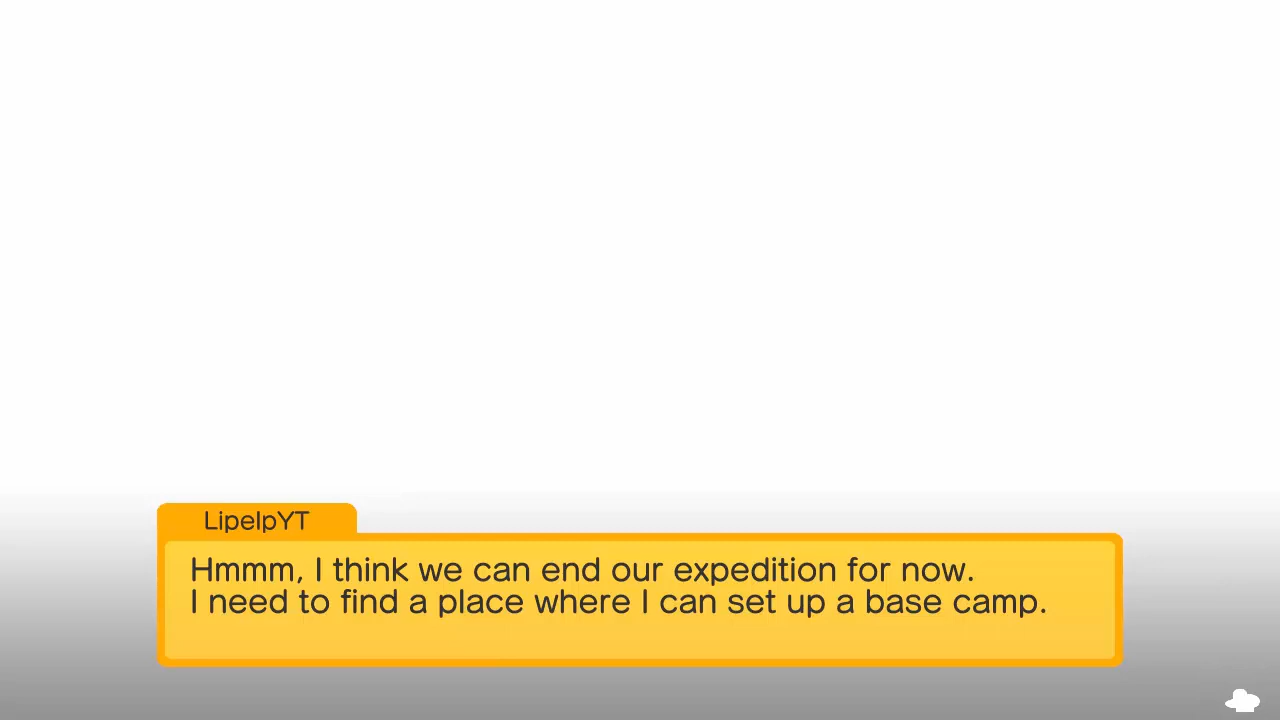 LipelpYT
Hmmm, I think we can end our expedition for now.
I need to find a place where I can set up a base camp.